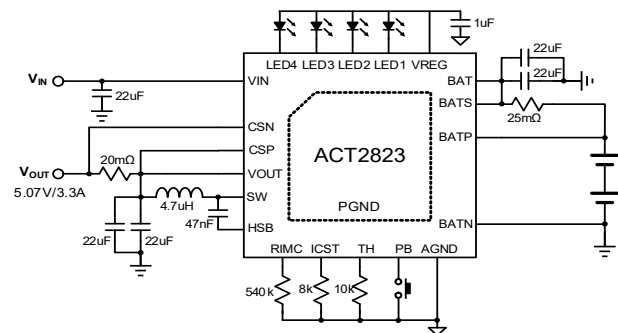 1uF
LED4 LED3 LED2 LED1 VREG
V_IN
VIN
22uF
BAT
22uF
22uF
BATS
25mΩ
CSN
BATP
CSP
ACT2823
V_OUT
20mΩ
VOUT
5.07V/3.3A
SW
4.7uH
PGND
47nF
HSB
BATN
22uF
22uF
RIMC ICST TH PB AGND
540k
8k
10k